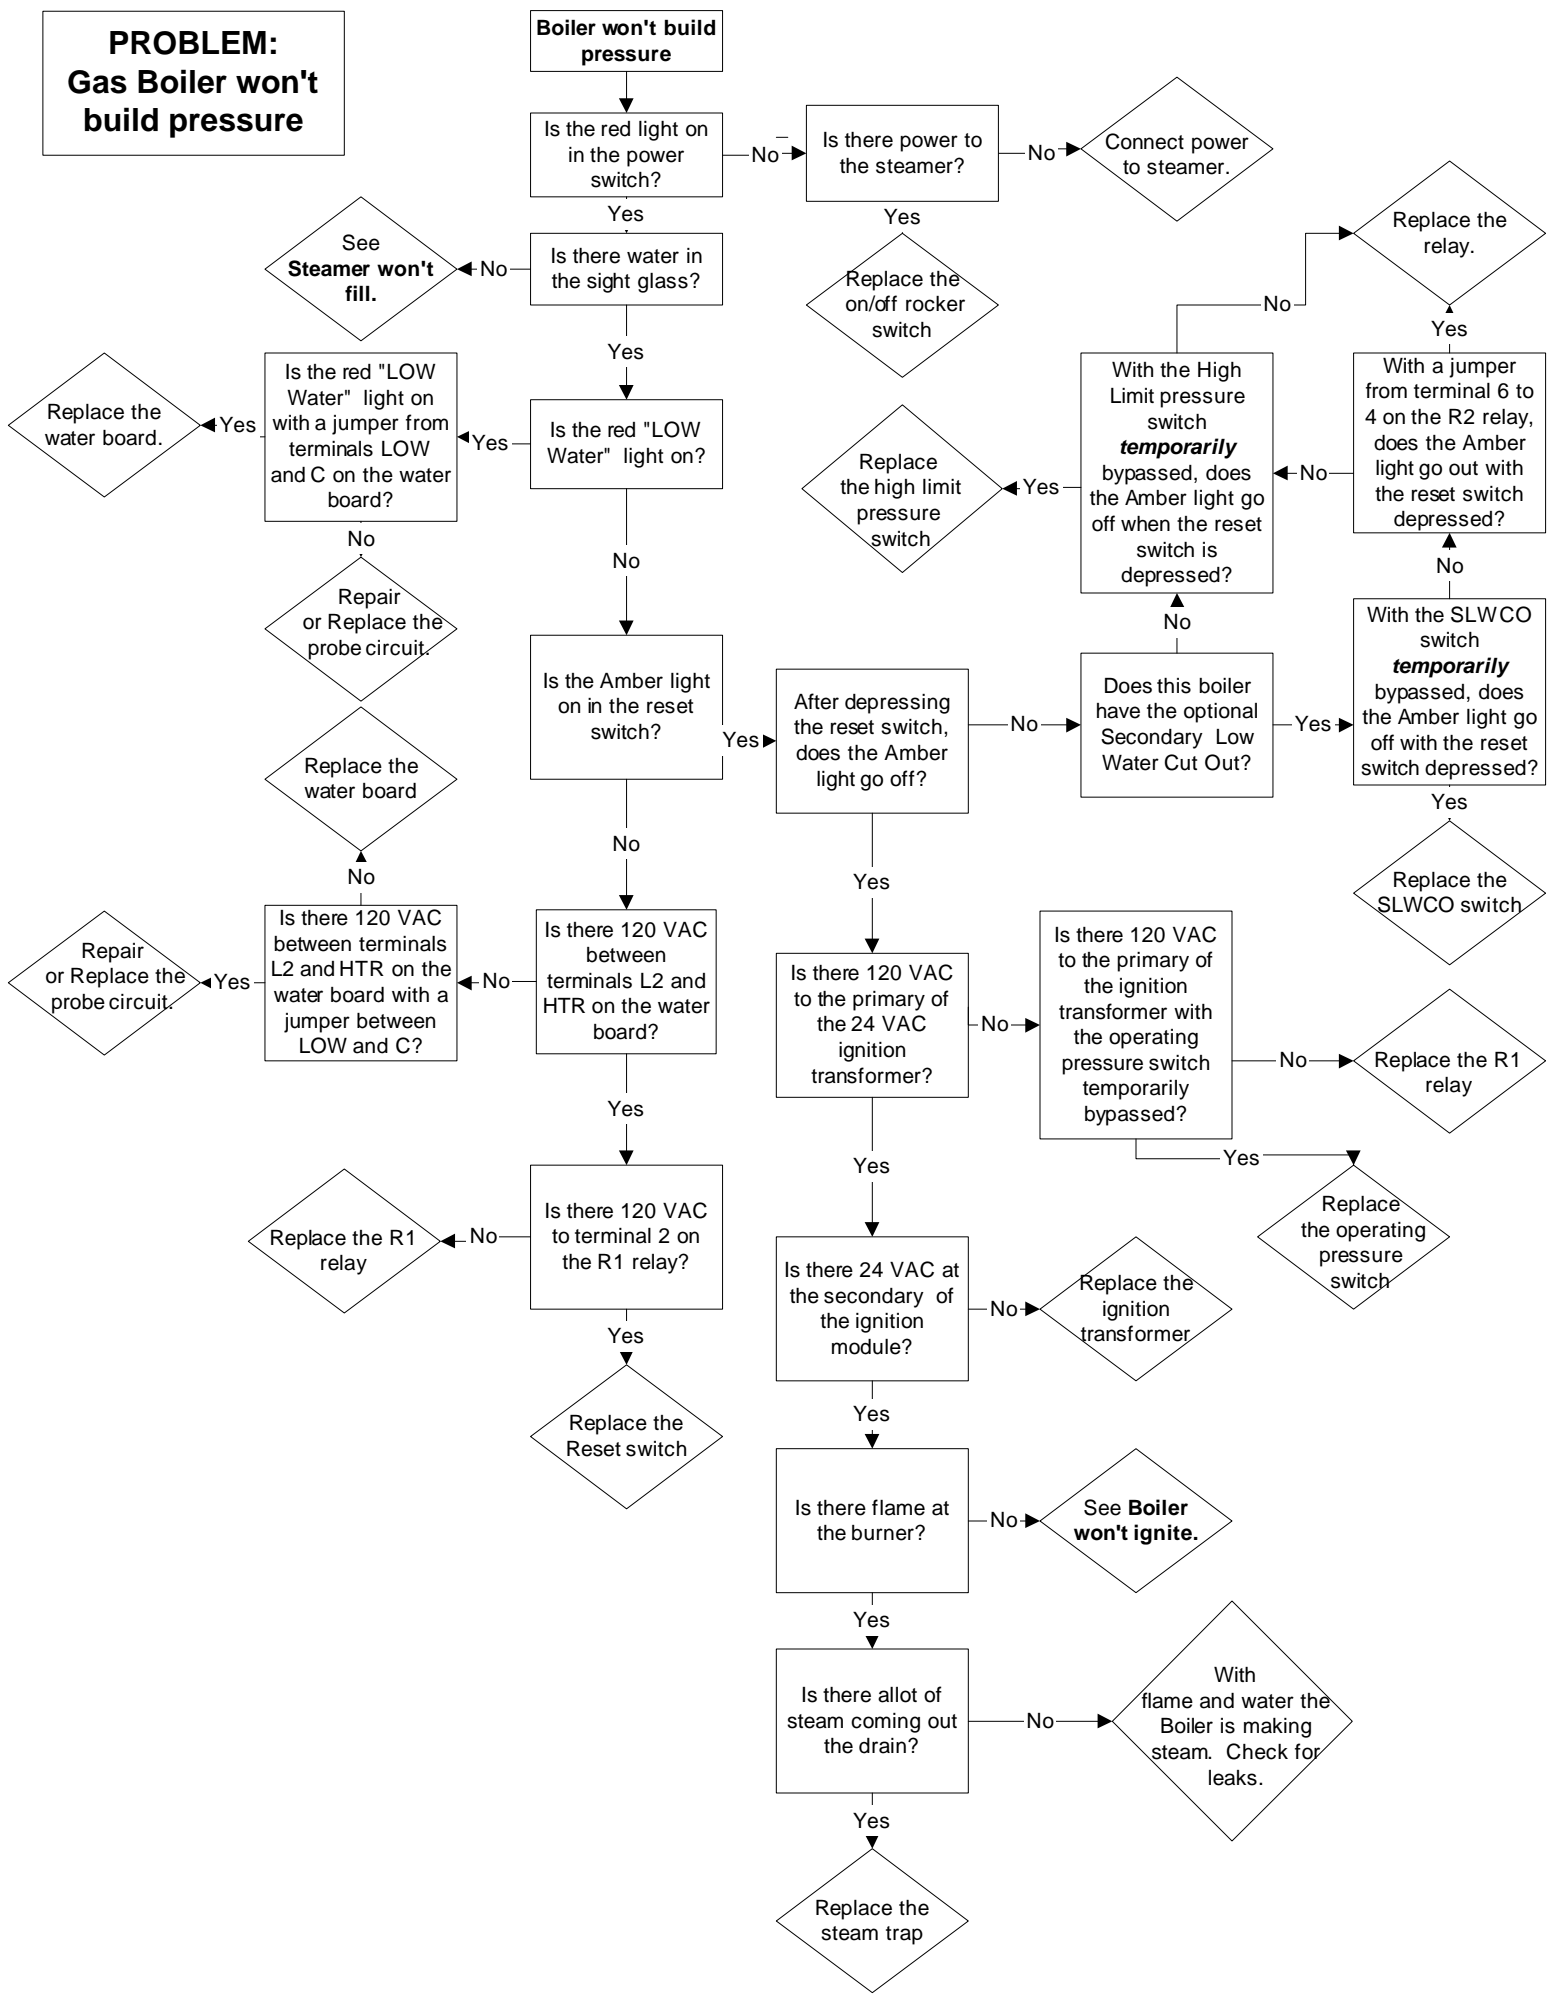 PROBLEM:
Gas Boiler won't
build pressure
Boiler won't build
pressure
Is the red light on
in the power
switch?
No
Is there power to
the steamer?
No
Connect power
to steamer.
Yes
Yes
Replace the
on/off rocker
switch
Is there water in
the sight glass?
No
See
Steamer won't
fill.
Yes
Is the red "LOW
Water" light on?
Yes
Is the red "LOW
Water" light on
with a jumper from
terminals LOW
and C on the water
board?
Yes
Replace the
water board.
No
Repair
or Replace the
probe circuit.
No
Is the Amber light
on in the reset
switch?
Yes
After depressing
the reset switch,
does the Amber
light go off?
No
Does this boiler
have the optional
Secondary Low
Water Cut Out?
Yes
With the SLWCO
switch
temporarily
bypassed, does
the Amber light go
off with the reset
switch depressed?
Yes
Replace the
SLWCO switch
No
With a jumper
from terminal 6 to
4 on the R2 relay,
does the Amber
light go out with
the reset switch
depressed?
Yes
Replace the
relay.
No
No
With the High
Limit pressure
switch
temporarily
bypassed, does
the Amber light go
off when the reset
switch is
depressed?
No
Yes
Replace
the high limit
pressure
switch
No
Is there 120 VAC
between
terminals L2 and
HTR on the water
board?
No
Is there 120 VAC
between terminals
L2 and HTR on the
water board with a
jumper between
LOW and C?
No
Replace the
water board
Yes
Repair
or Replace the
probe circuit.
Yes
Is there 120 VAC
to terminal 2 on
the R1 relay?
No
Replace the R1
relay
Yes
Replace the
Reset switch
Yes
Is there 120 VAC
to the primary of
the 24 VAC
ignition
transformer?
No
Is there 120 VAC
to the primary of
the ignition
transformer with
the operating
pressure switch
temporarily
bypassed?
No
Replace the R1
relay
Yes
Replace
the operating
pressure
switch
Yes
Is there 24 VAC at
the secondary of
the ignition
module?
No
Replace the
ignition
transformer
Yes
Is there flame at
the burner?
No
See Boiler
won't ignite.
Yes
Is there allot of
steam coming out
the drain?
No
With
flame and water the
Boiler is making
steam. Check for
leaks.
Yes
Replace the
steam trap